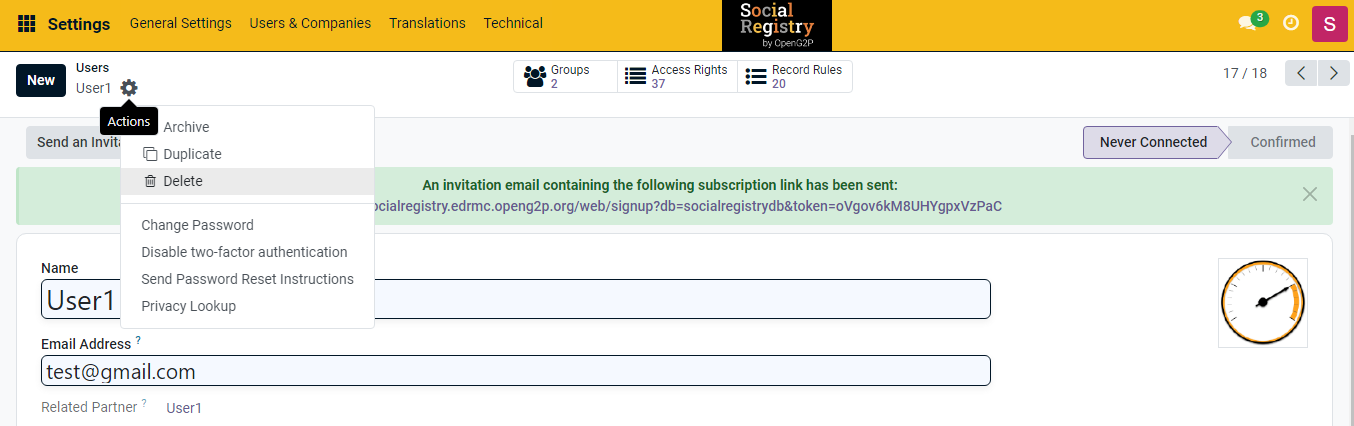 Settings General Settings Users & Companies Translations Technical
Social
Registry
by OpenG2P
3
S
New
Users
User1
Groups
2
Access Rights
37
Record Rules
20
17 / 18
Actions
Send an Invita
Archive
Duplicate
Delete
Change Password
Disable two-factor authentication
Send Password Reset Instructions
Privacy Lookup
Never Connected
Confirmed
An invitation email containing the following subscription link has been sent:
ocialregistry.edrmc.openg2p.org/web/signup?db=socialregistrydb&token=oVgov6kM8UHYgpxVzPaC
Name
User1
Email Address ?
test@gmail.com
Related Partner ? User1